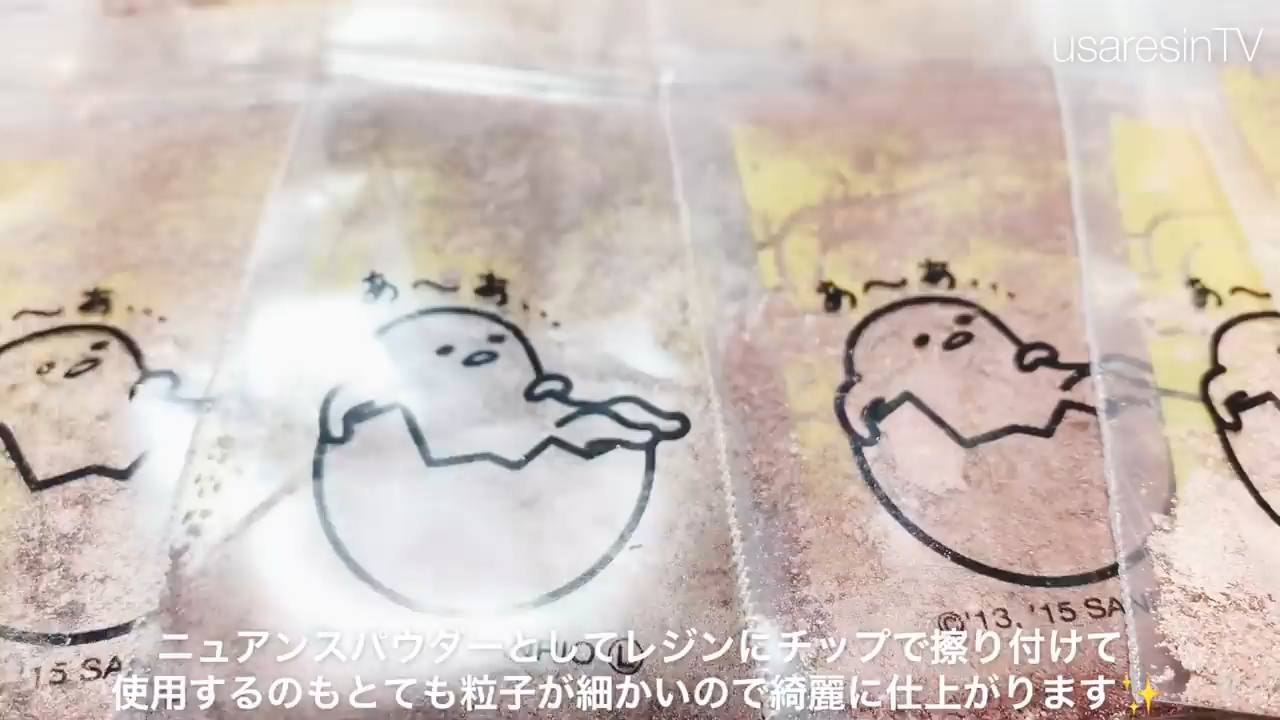 usaresinTV
〜あ…
あ〜あ…
あ〜あ…
あ〜
©'13, '15 SAN
'15 SA
ニュアンスパウダーとしてレジンにチップで擦り付けて
使用するのもとても粒子が細かいので綺麗に仕上がります✨